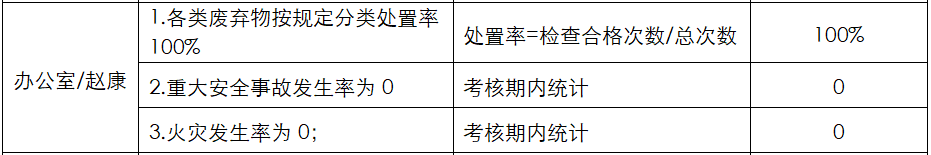 办公室/赵康
1.各类废弃物按规定分类处置率
100%
处置率=检查合格次数/总次数
100%
2.重大安全事故发生率为 0
考核期内统计
0
3.火灾发生率为 0；
考核期内统计
0